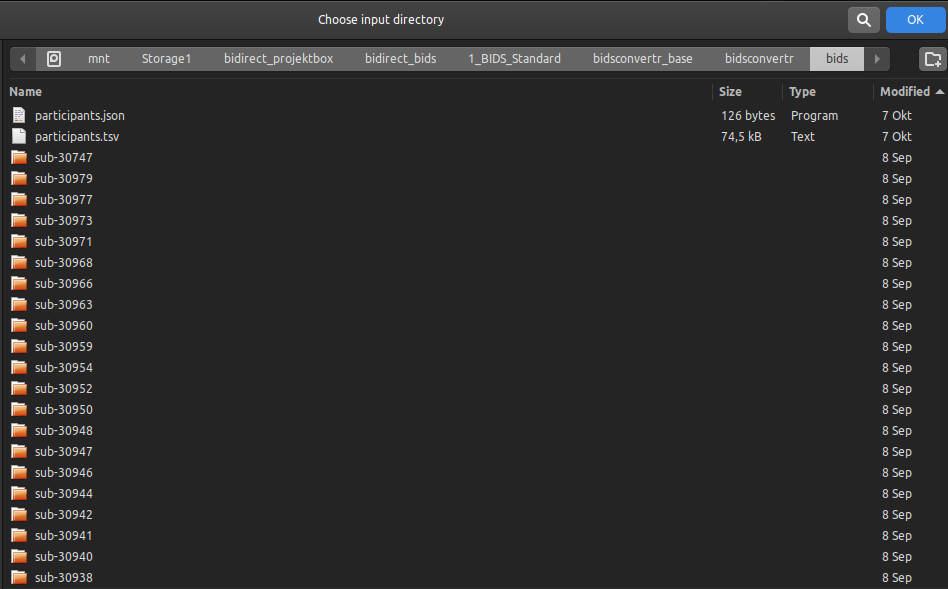 Choose input directory
OK
mnt Storage1 bidirect_projektbox bidirect_bids 1_BIDS_Standard bidsconvertr_base bidsconvertr bids
Name Size Type Modified
participants.json 126 bytes Program 7 Okt
participants.tsv 74,5 kB Text 7 Okt
sub-30747 8 Sep
sub-30979 8 Sep
sub-30977 8 Sep
sub-30973 8 Sep
sub-30971 8 Sep
sub-30968 8 Sep
sub-30966 8 Sep
sub-30963 8 Sep
sub-30960 8 Sep
sub-30959 8 Sep
sub-30954 8 Sep
sub-30952 8 Sep
sub-30950 8 Sep
sub-30948 8 Sep
sub-30947 8 Sep
sub-30946 8 Sep
sub-30944 8 Sep
sub-30942 8 Sep
sub-30941 8 Sep
sub-30940 8 Sep
sub-30938 8 Sep